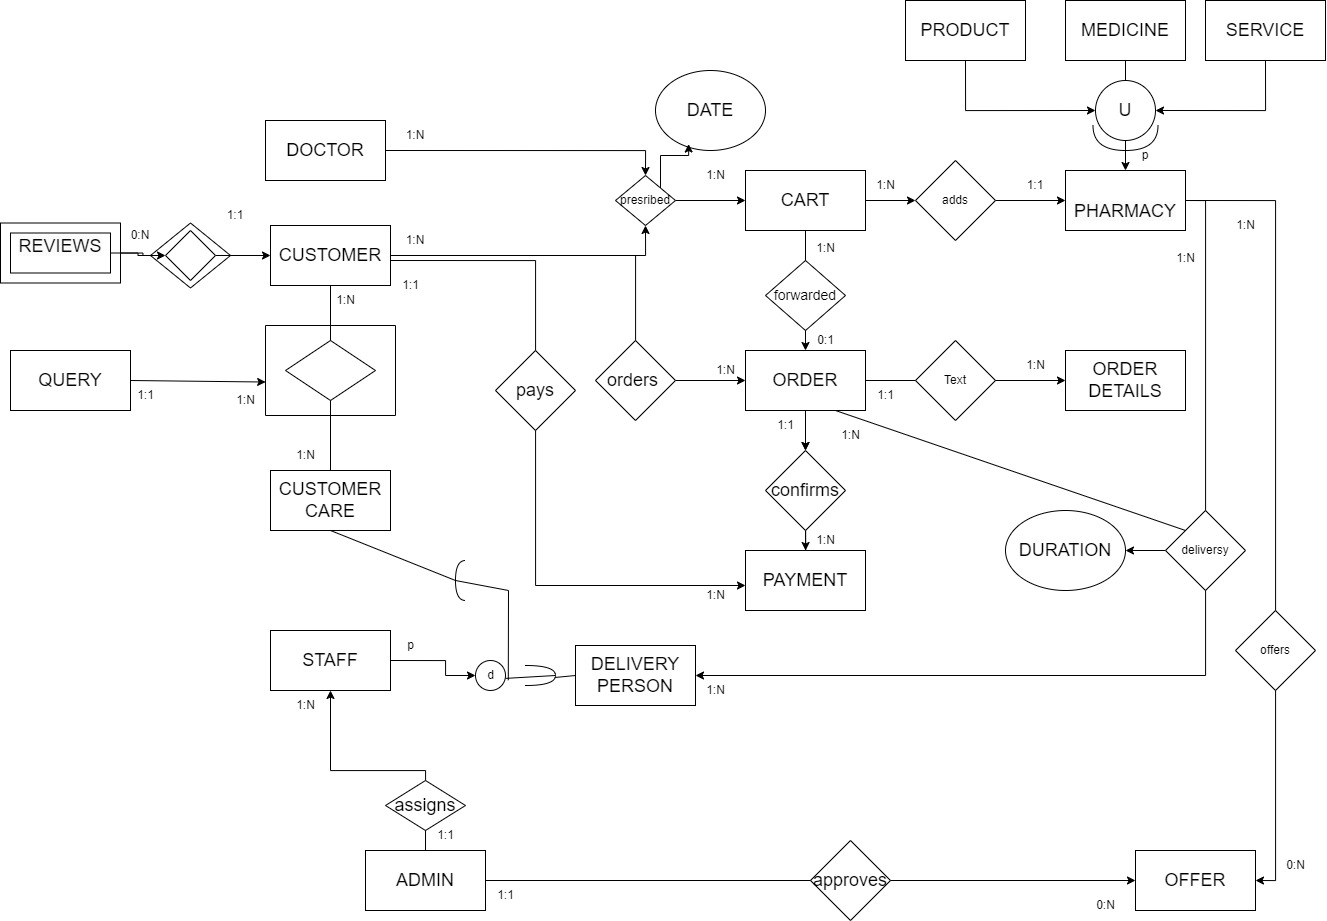 PRODUCT
MEDICINE
SERVICE
DATE
U
DOCTOR
1:N
p
1:N
1:N
1:1
presribed
CART
adds
PHARMACY
1:1
0:N
REVIEWS
1:N
1:N
CUSTOMER
1:N
1:N
1:1
1:N
forwarded
0:1
QUERY
1:1
1:N
pays
orders
1:N
ORDER
1:1
Text
1:N
ORDER
DETAILS
1:1
1:N
1:N
CUSTOMER
CARE
confirms
1:N
DURATION
deliversy
PAYMENT
1:N
STAFF
p
d
DELIVERY
PERSON
1:N
offers
1:N
assigns
1:1
ADMIN
1:1
approves
0:N
OFFER
0:N